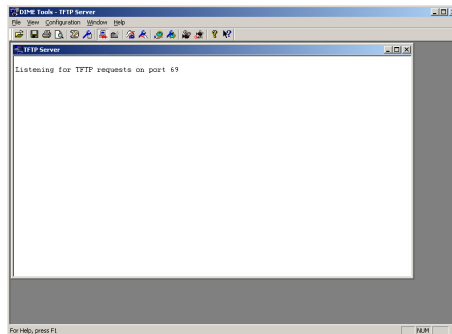 DIME Tools - TFTP Server
File View Configuration Window Help
TFTP Server
Listening for TFTP requests on port 69
For Help, press F1
NUM